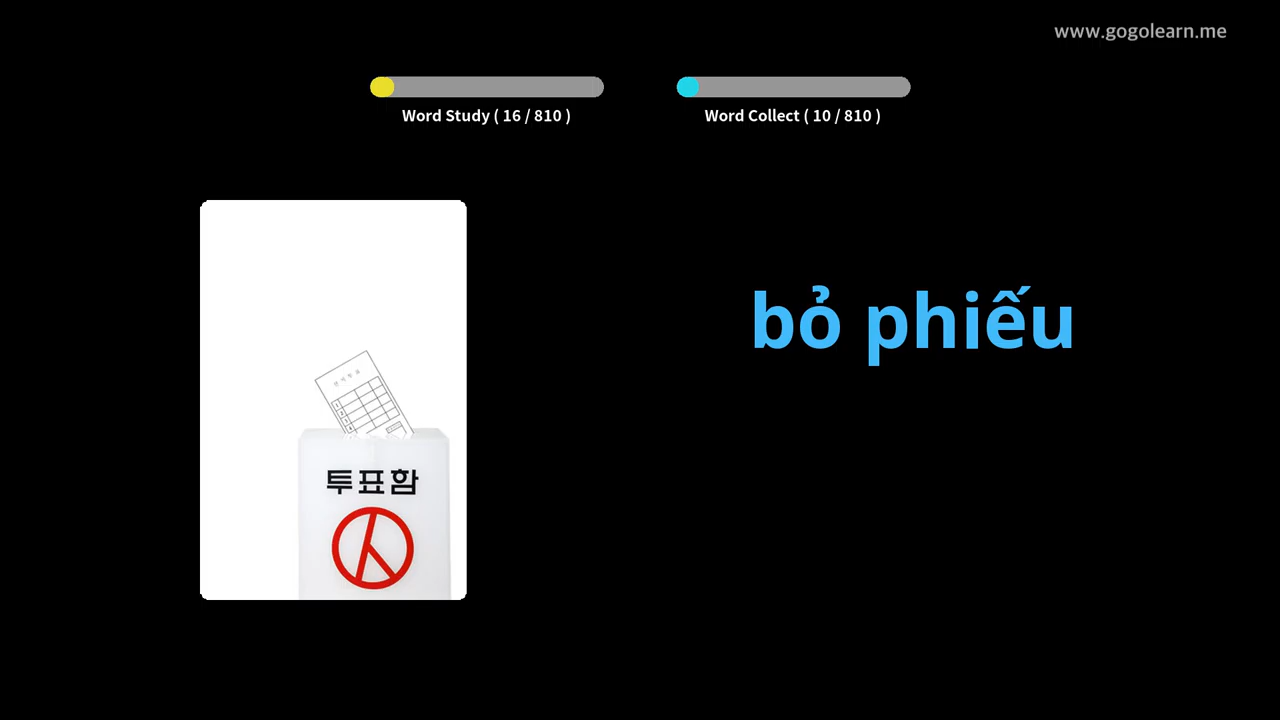 www.gogolearn.me
Word Study ( 16 / 810 )
Word Collect ( 10 / 810 )
bỏ phiếu
투표함